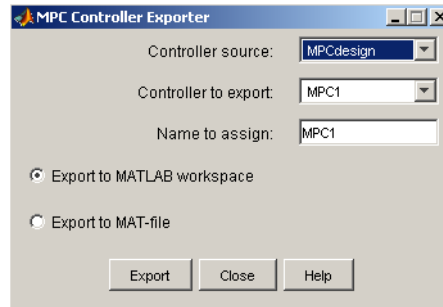 MPC Controller Exporter
Controller source: MPCdesign
Controller to export: MPC1
Name to assign: MPC1
Export to MATLAB workspace
Export to MAT-file
Export Close Help